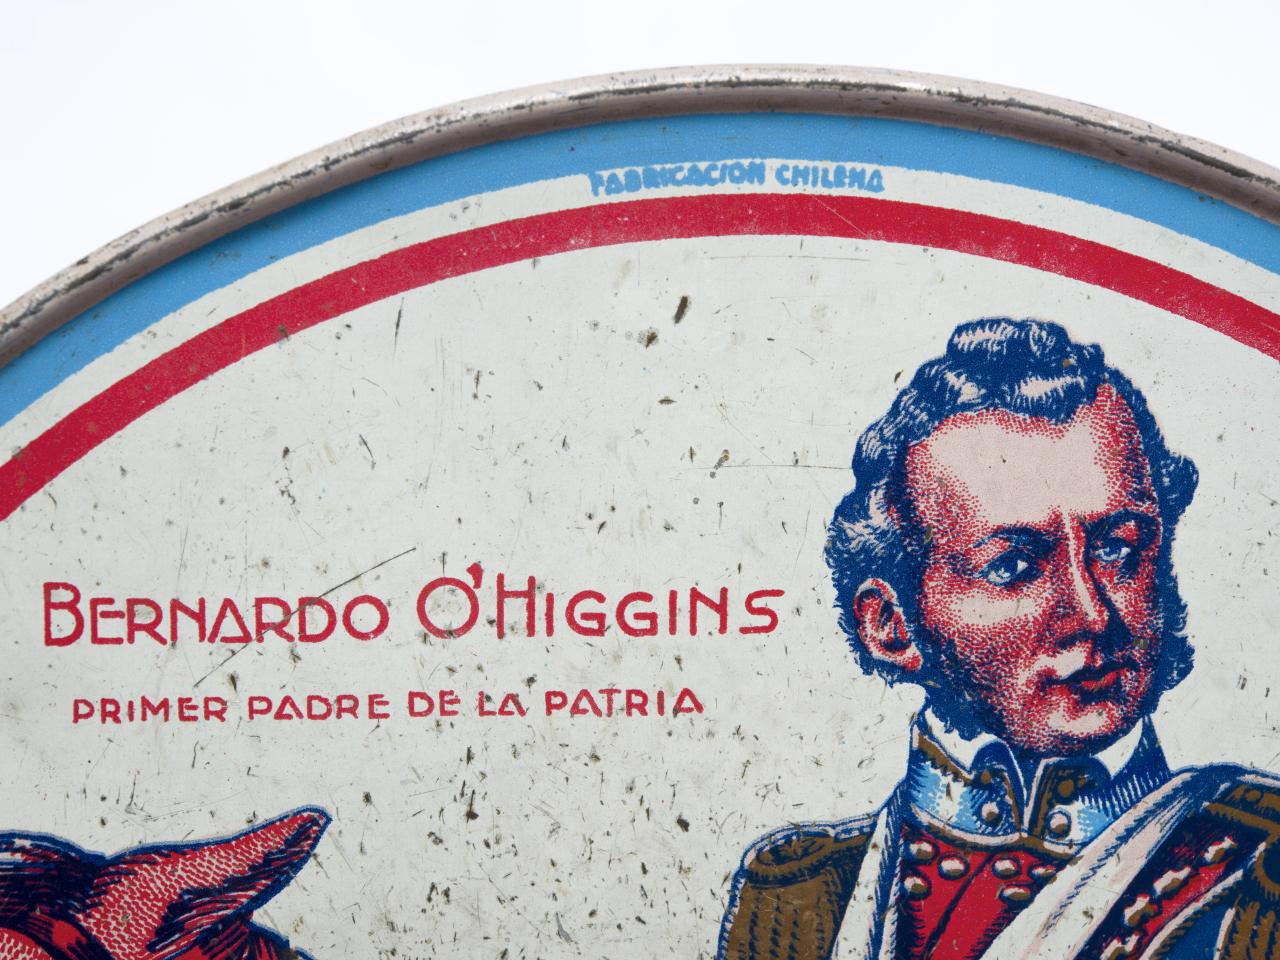 FABRICACION CHILENA
BERNARDO O'HIGGINS
PRIMER PADRE DE LA PATRIA